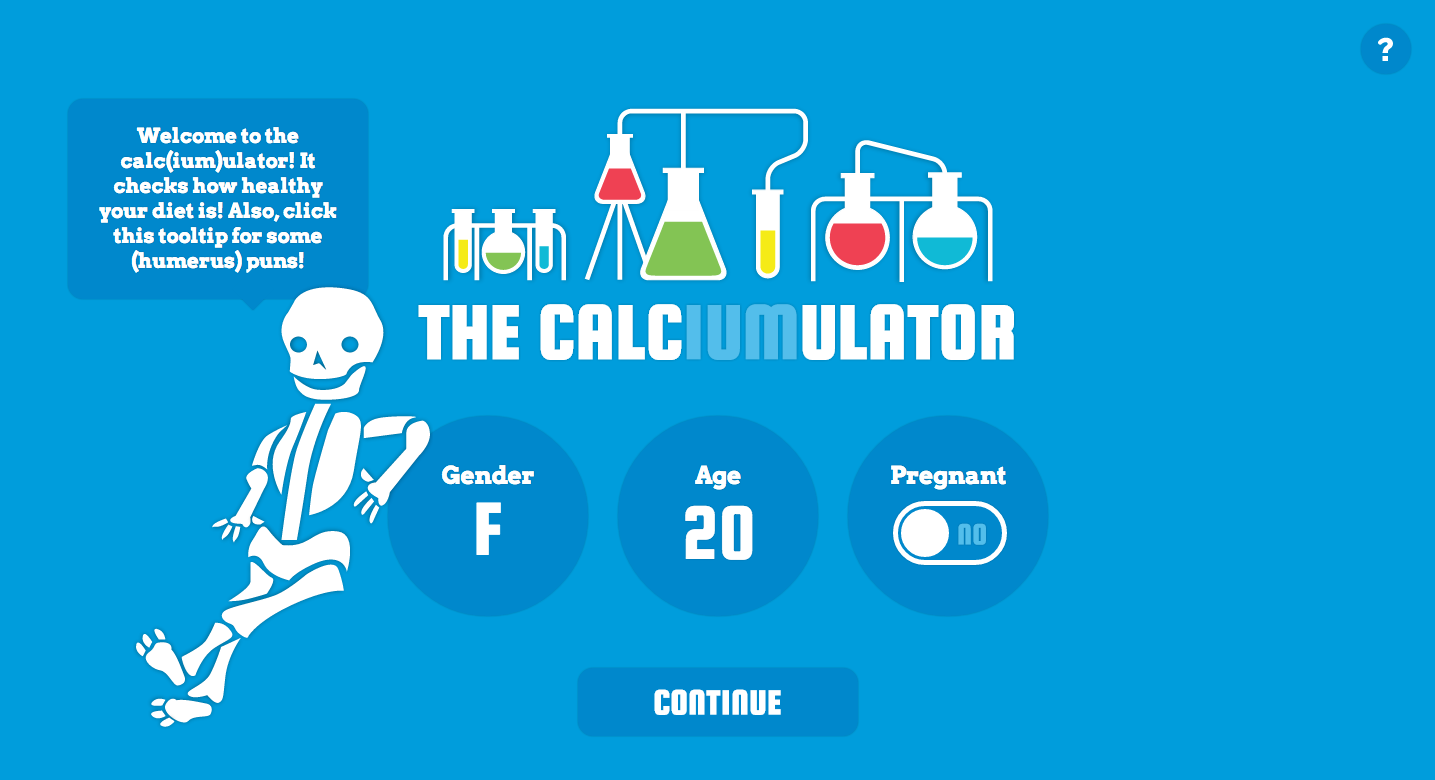 ?
Welcome to the
calc(ium)ulator! It
checks how healthy
your diet is! Also, click
this tooltip for some
(humerus) puns!
THE CALCIUMULATOR
Gender
F
Age
20
Pregnant
NO
CONTINUE